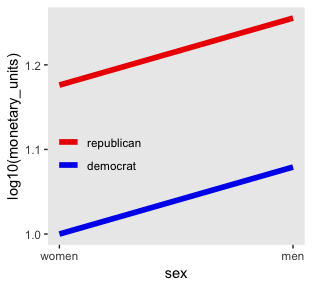 log10(monetary_units)
1.2
1.1
1.0
republican
democrat
women
men
sex